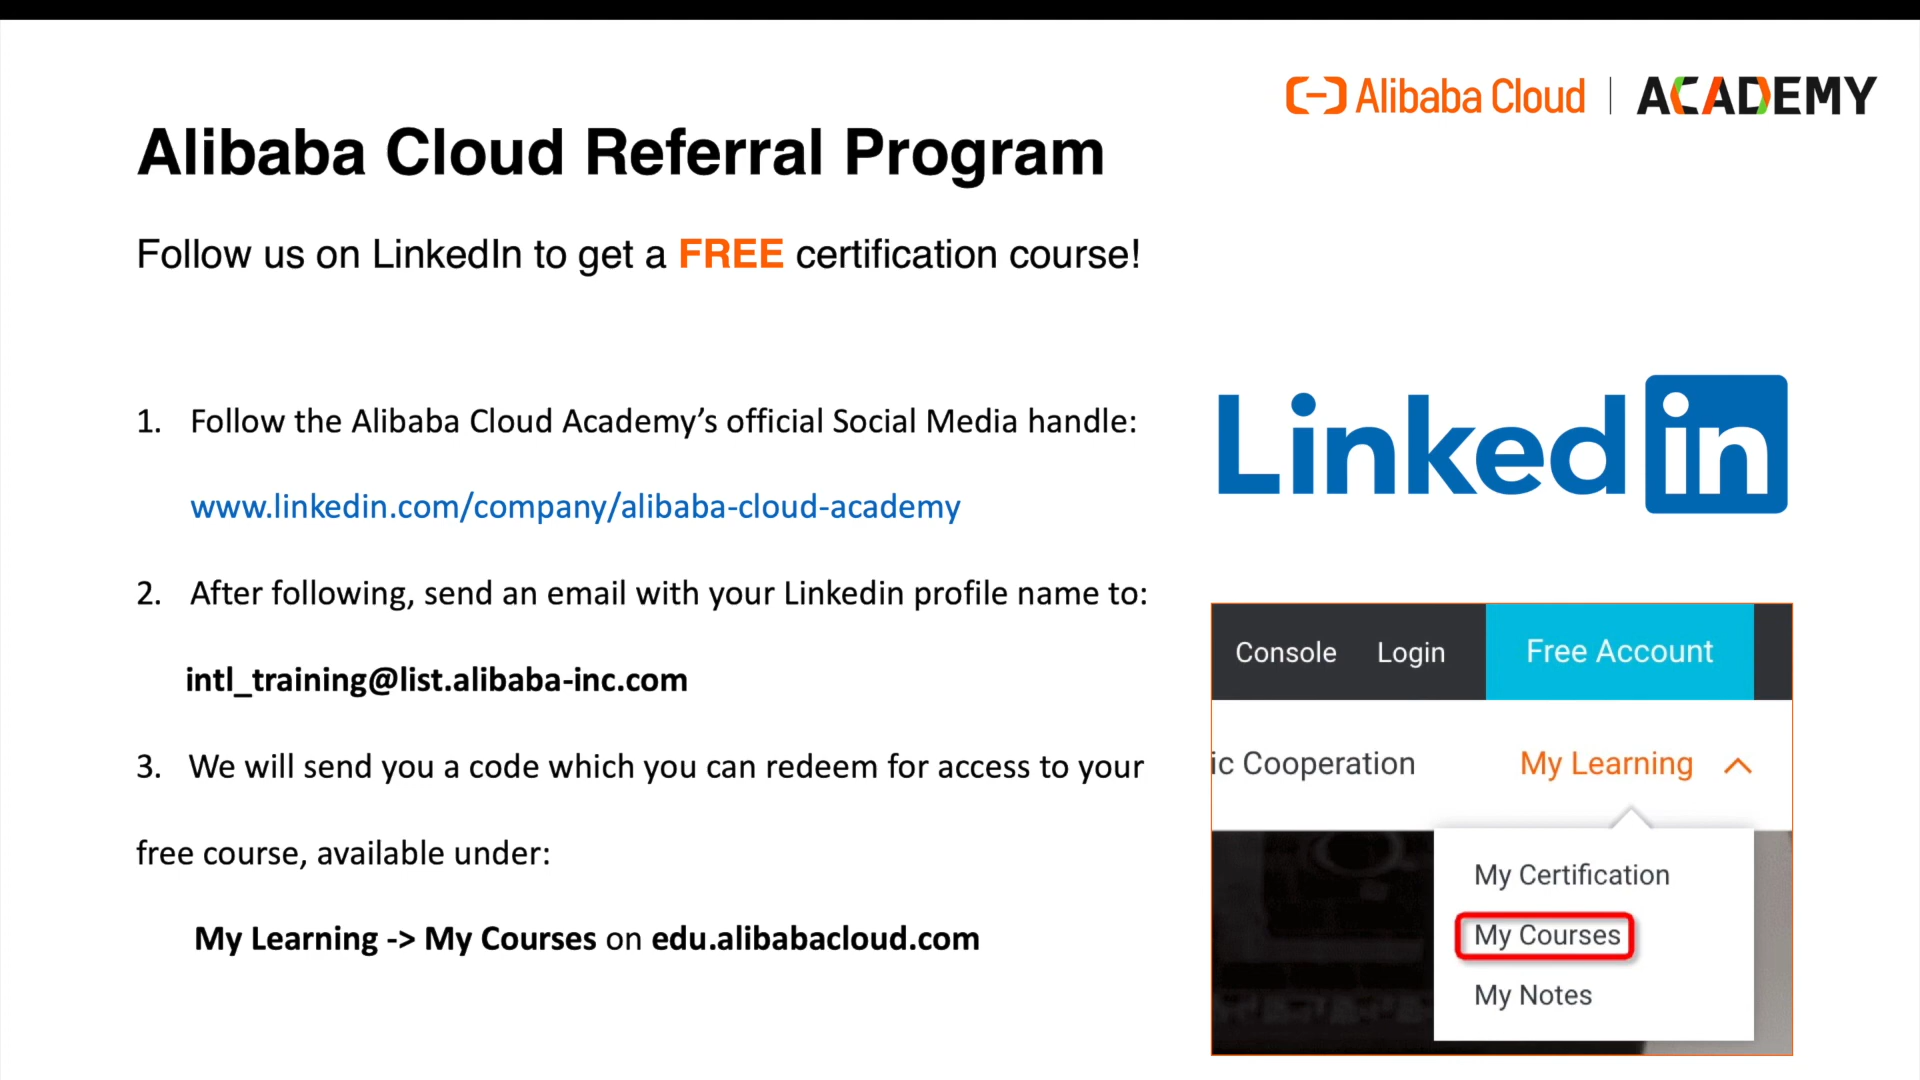 Alibaba Cloud | ACADEMY
Alibaba Cloud Referral Program
Follow us on LinkedIn to get a FREE certification course!
1. Follow the Alibaba Cloud Academy’s official Social Media handle:
www.linkedin.com/company/alibaba-cloud-academy
2. After following, send an email with your Linkedin profile name to:
intl_training@list.alibaba-inc.com
3. We will send you a code which you can redeem for access to your
free course, available under:
My Learning -> My Courses on edu.alibabacloud.com
Linkedin
Console Login Free Account
ic Cooperation My Learning
My Certification
My Courses
My Notes